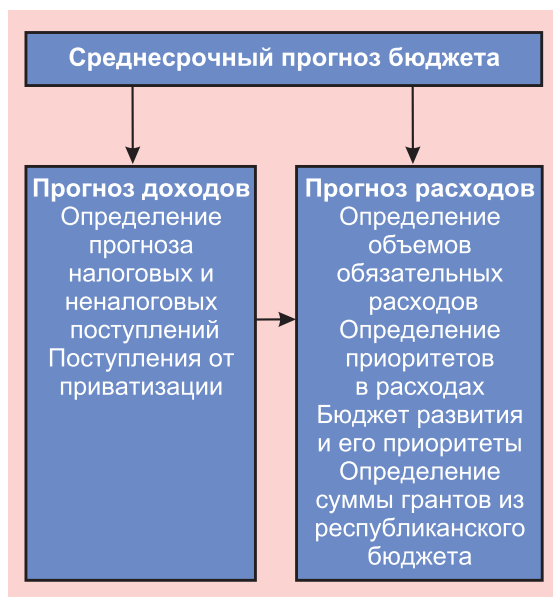 Среднесрочный прогноз бюджета
Прогноз доходов
Определение
прогноза
налоговых и
неналоговых
поступлений
Поступления от
приватизации
Прогноз расходов
Определение
объемов
обязательных
расходов
Определение
приоритетов
в расходах
Бюджет развития
и его приоритеты
Определение
суммы грантов из
республиканского
бюджета